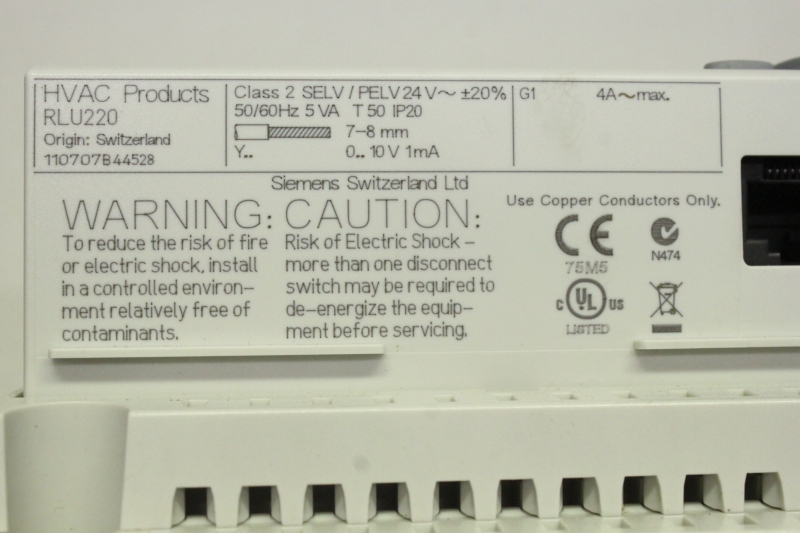 HVAC Products
RLU220
Origin: Switzerland
110707B44528
Class 2 SELV / PELV 24 V~ ±20%
50/60Hz 5 VA T 50 IP20
7-8 mm
Y.. 0.. 10 V 1mA
G1 4A~max.
Siemens Switzerland Ltd
WARNING:
To reduce the risk of fire
or electric shock, install
in a controlled environ-
ment relatively free of
contaminants.
CAUTION:
Risk of Electric Shock -
more than one disconnect
switch may be required to
de-energize the equip-
ment before servicing.
Use Copper Conductors Only.
CE
N474
75M5
C UL US
LISTED